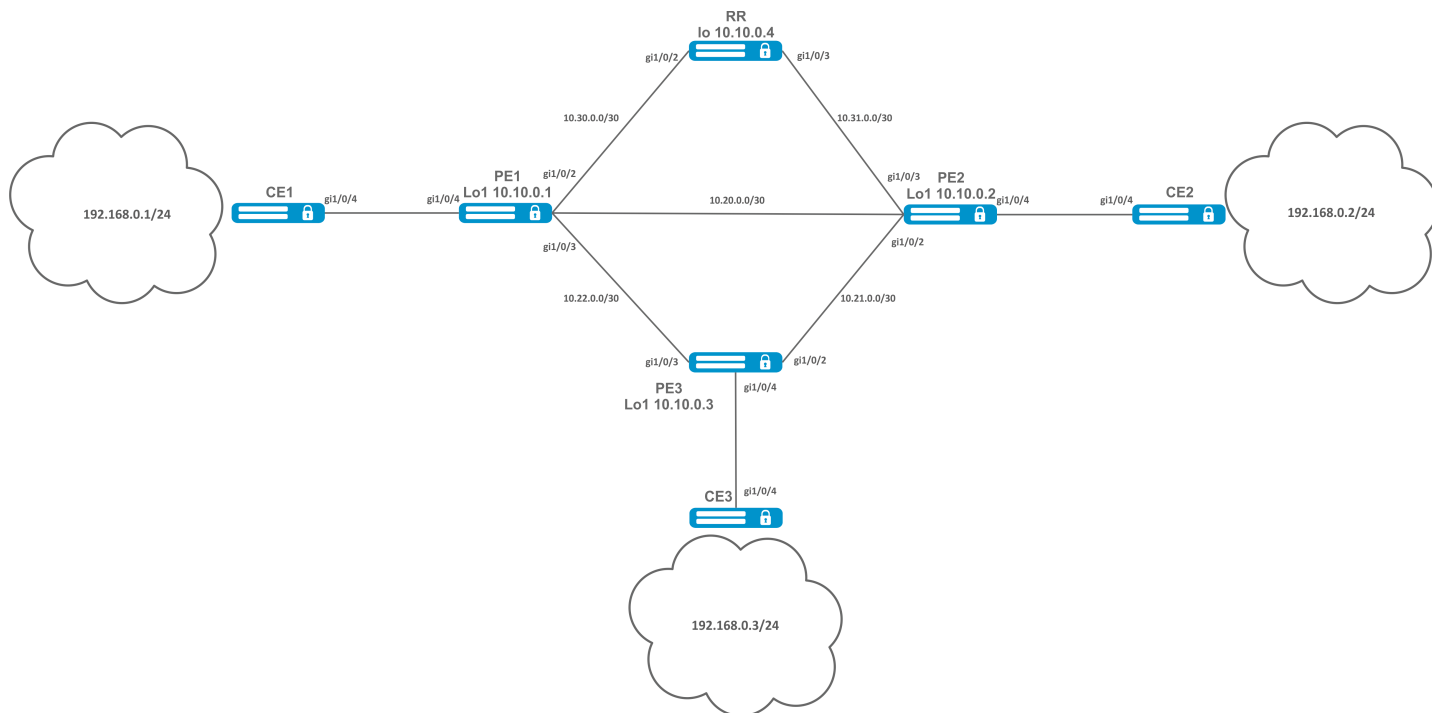 RR
lo 10.10.0.4
gi1/0/2
gi1/0/3
10.30.0.0/30
10.31.0.0/30
192.168.0.1/24
CE1
gi1/0/4
gi1/0/4
PE1
Lo1 10.10.0.1
gi1/0/2
gi1/0/3
10.20.0.0/30
gi1/0/3
PE2
Lo1 10.10.0.2
gi1/0/4
gi1/0/2
gi1/0/4
CE2
192.168.0.2/24
10.22.0.0/30
10.21.0.0/30
gi1/0/3
gi1/0/2
PE3
Lo1 10.10.0.3
gi1/0/4
gi1/0/4
CE3
192.168.0.3/24